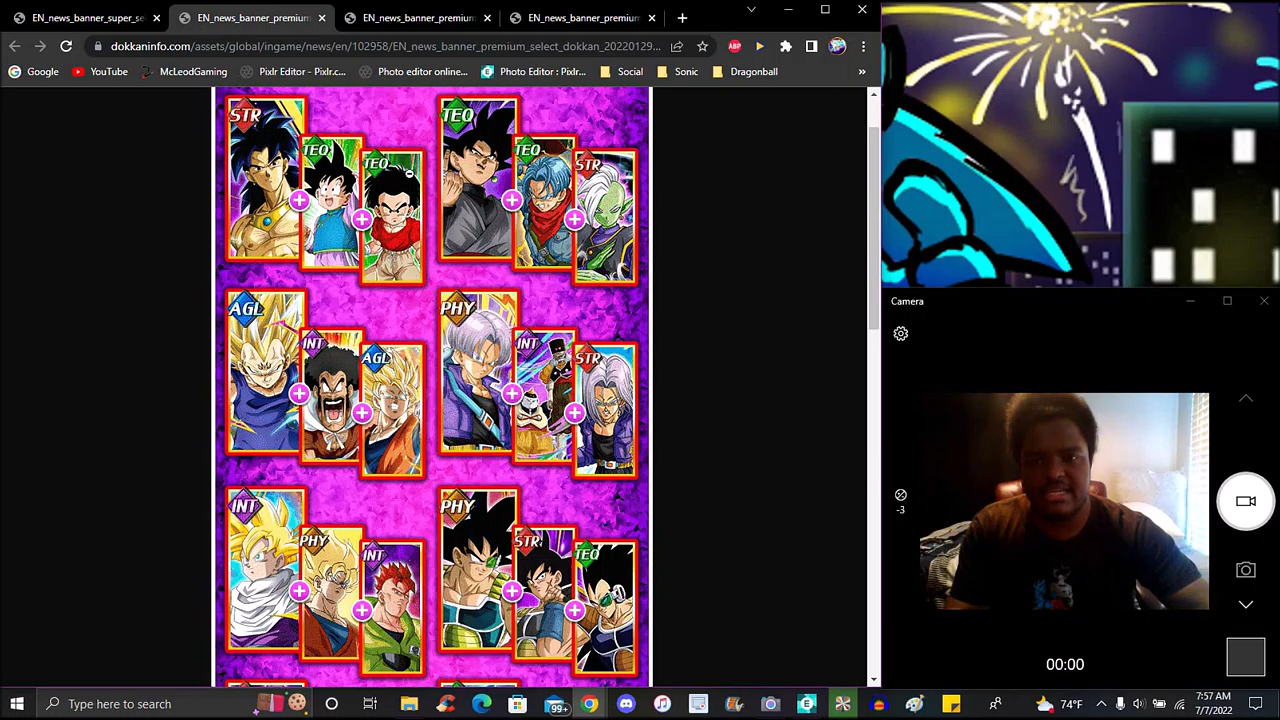 EN_news_banner_super_se
EN_news_banner_premium
EN_news_banner_premium
EN_news_banner_premium
dokkaninfo.com/assets/global/ingame/news/en/102958/EN_news_banner_premium_select_dokkan_20220129...
ABP
Google
YouTube
McLeodGaming
Pixlr Editor - Pixlr.c...
Photo editor online...
Photo Editor : Pixlr...
Social
Sonic
Dragonball
»
STR
TEQ
TEQ
TEQ
TEQ
STR
AGL
INT
AGL
PHY
INT
STR
INT
PHY
INT
PHY
STR
TEQ
Camera
-3
00:00
Type here to search
99+
74°F
7:57 AM
7/7/2022